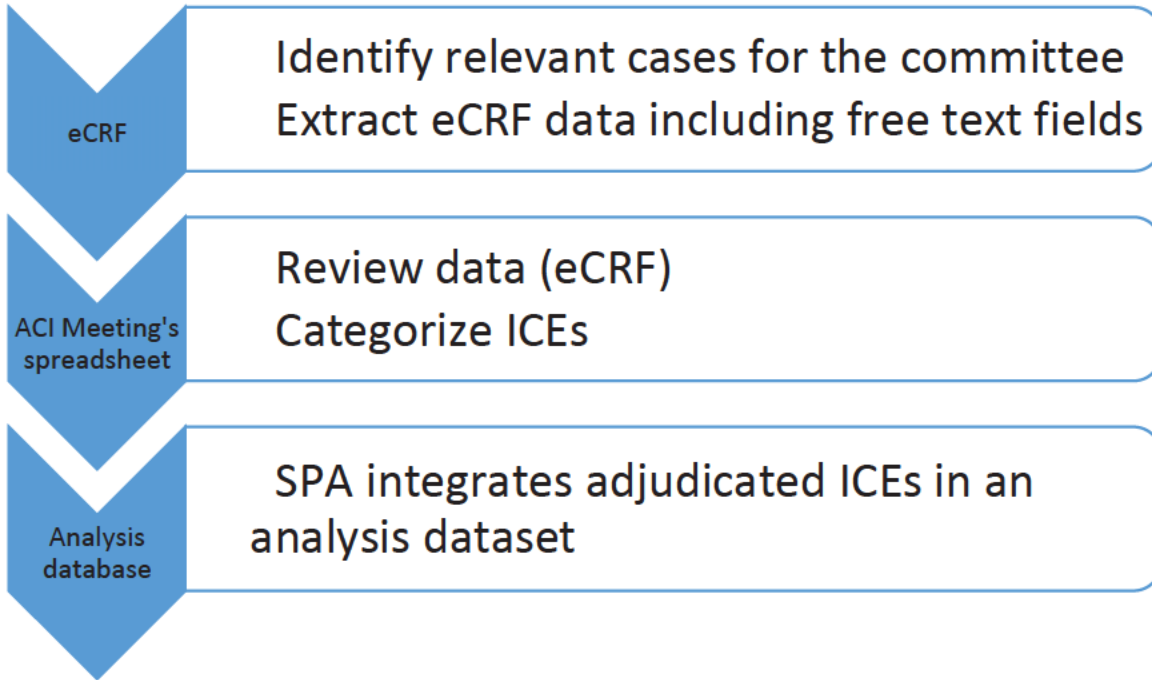 eCRF
Identify relevant cases for the committee
Extract eCRF data including free text fields
ACI Meeting's
spreadsheet
Review data (eCRF)
Categorize ICEs
Analysis
database
SPA integrates adjudicated ICEs in an
analysis dataset